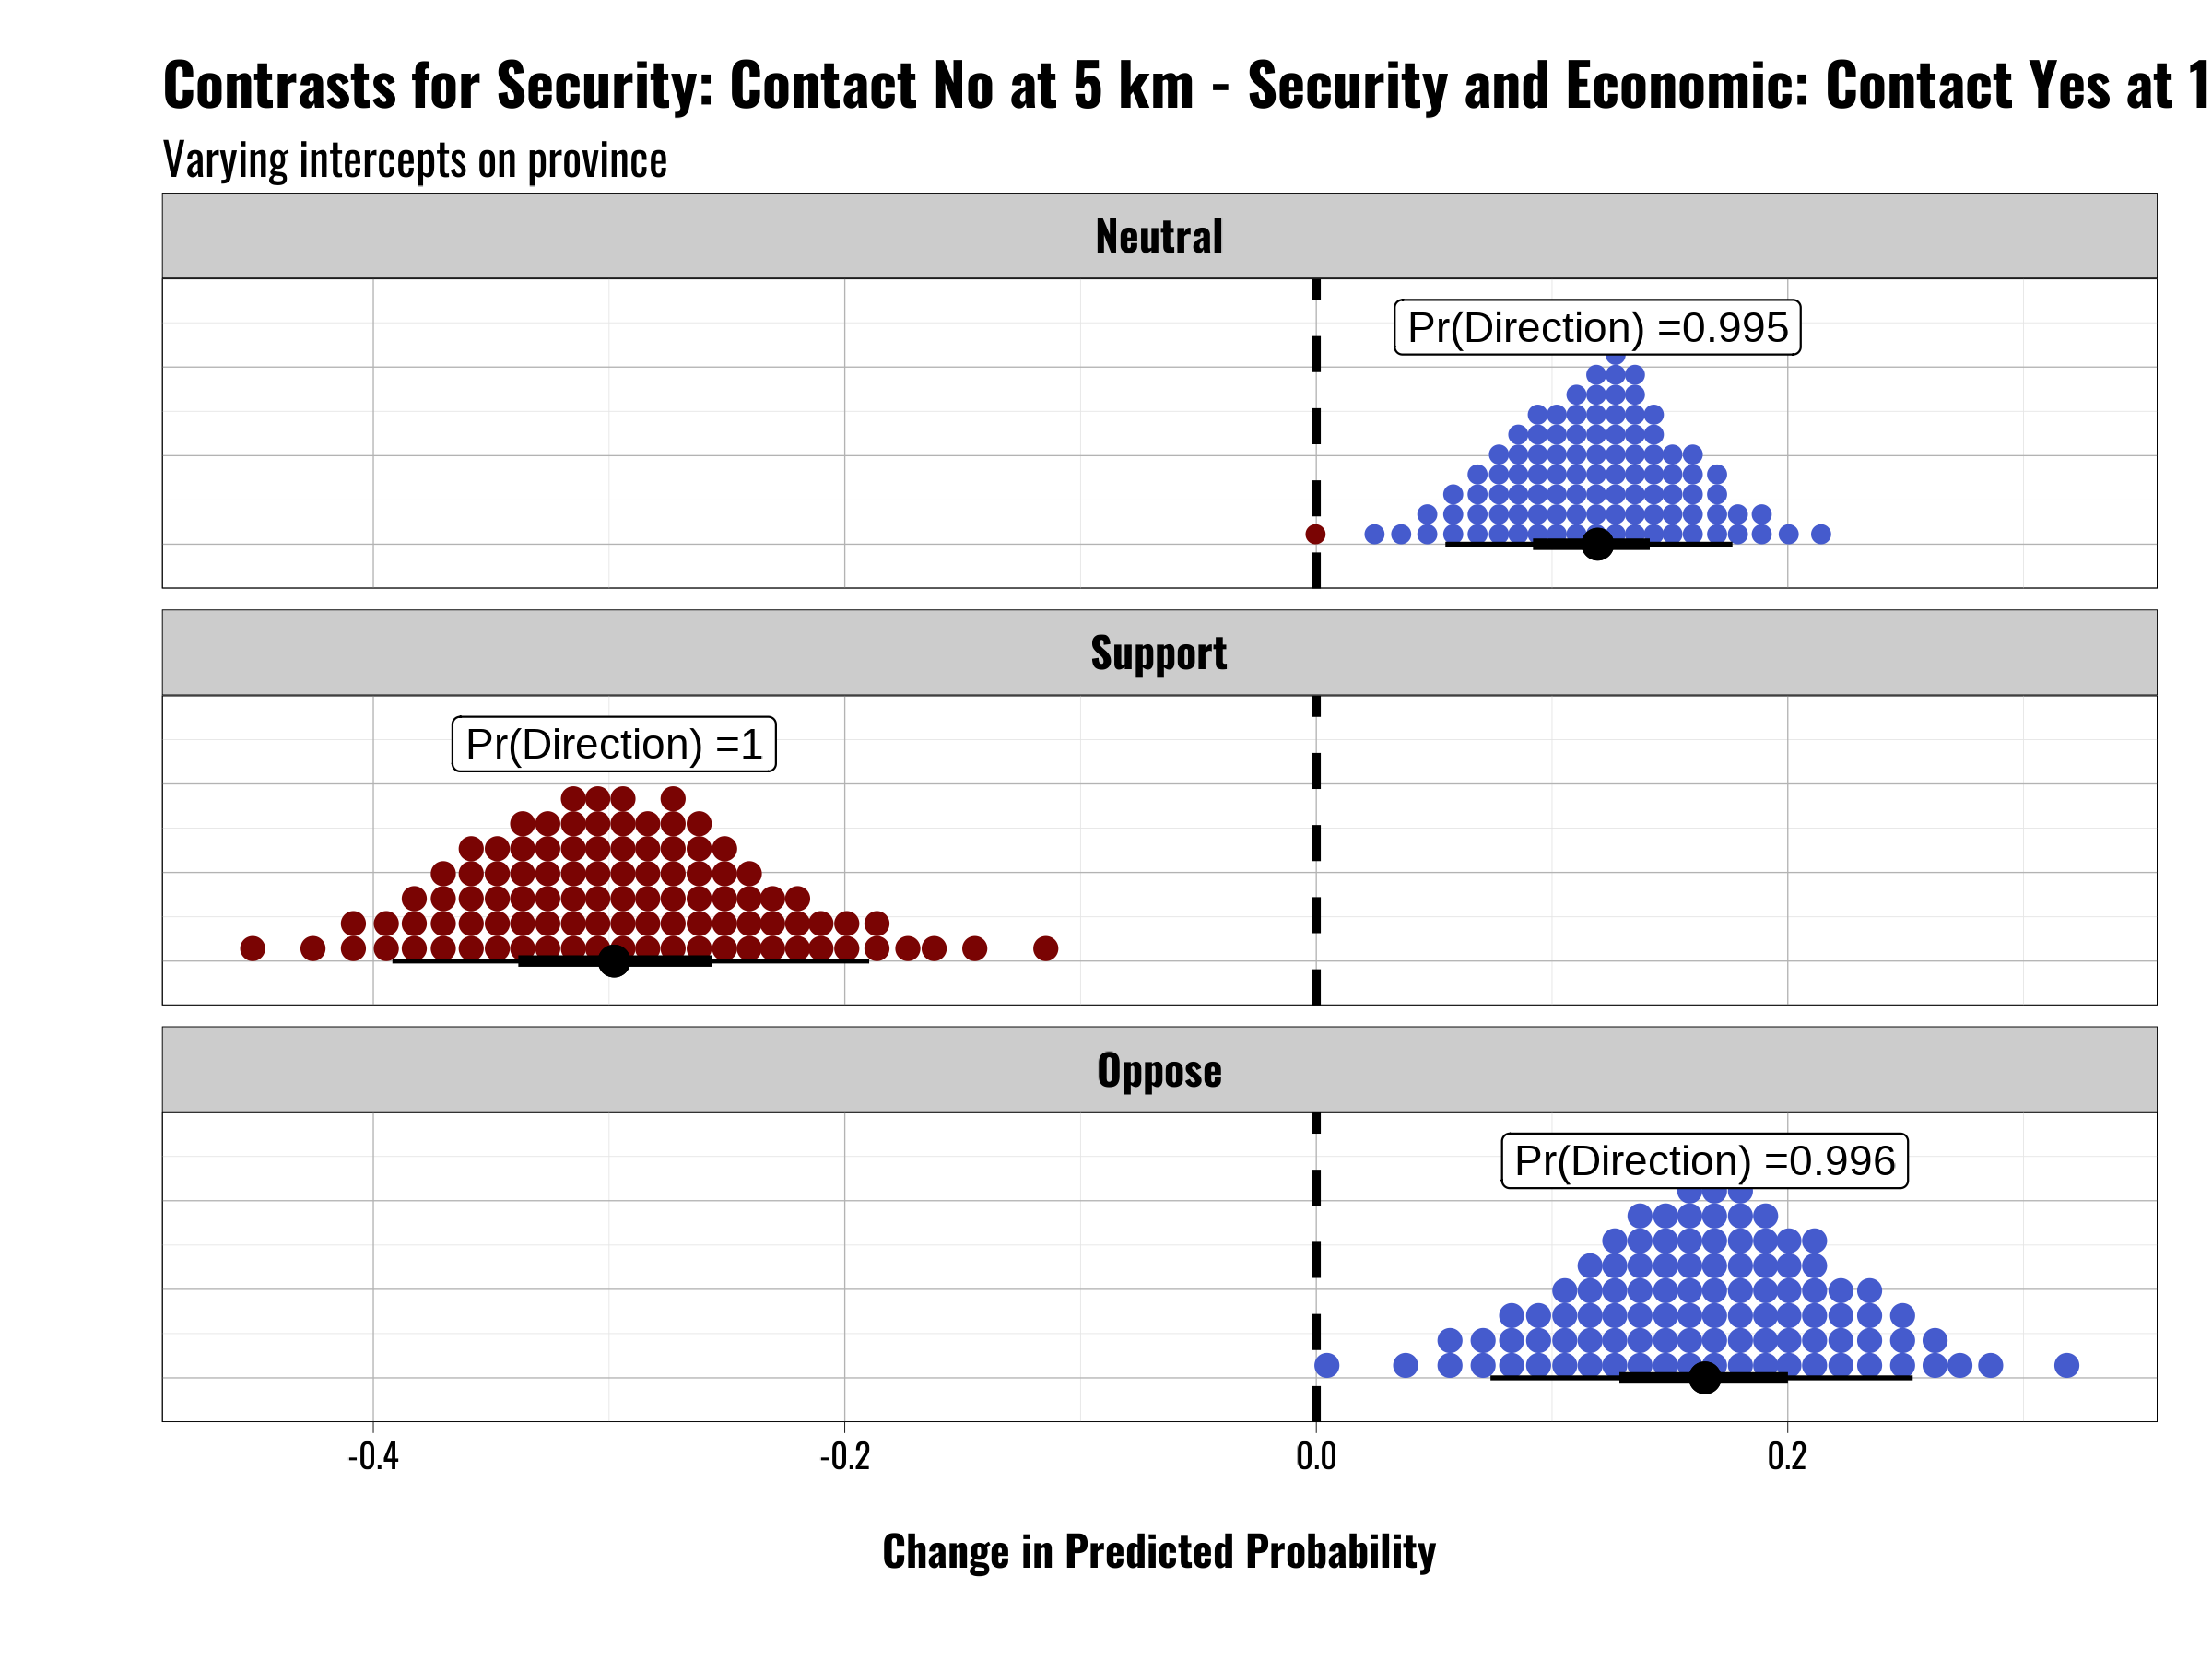 Contrasts for Security: Contact No at 5 km - Security and Economic: Contact Yes at 1
Varying intercepts on province
Neutral
Pr(Direction) =0.995
Support
Pr(Direction) =1
Oppose
Pr(Direction) =0.996
-0.4 -0.2 0.0 0.2
Change in Predicted Probability